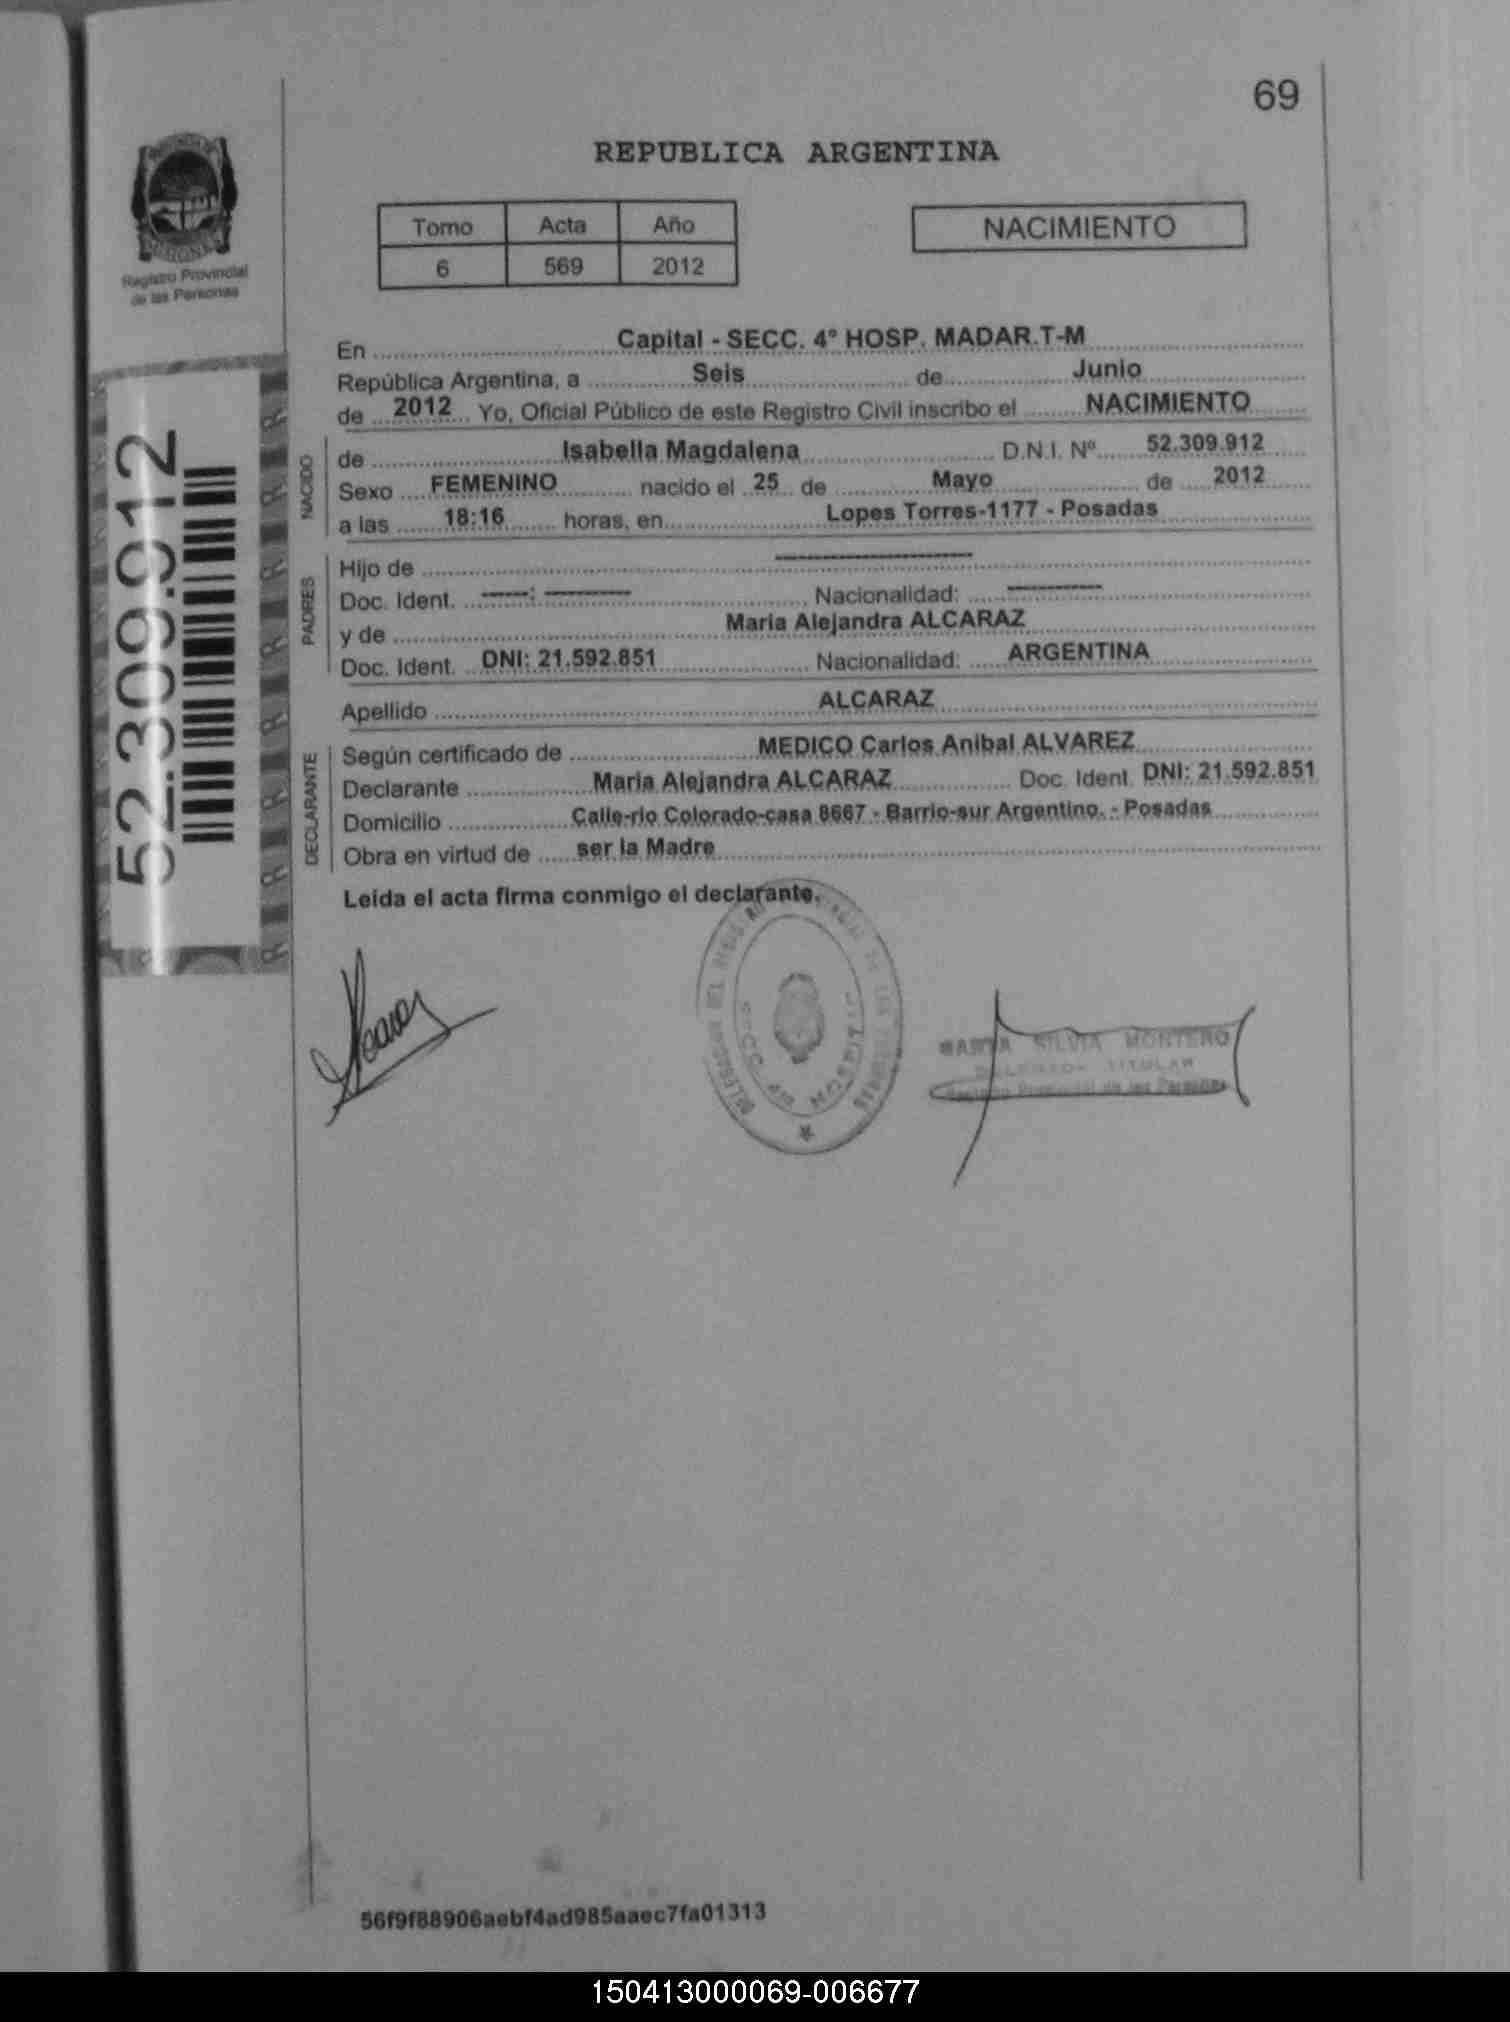 69
REPUBLICA ARGENTINA
Tomo Acta Año
6 569 2012
NACIMIENTO
Registro Provincial
de las Personas
52.309.912
En Capital - SECC. 4° HOSP. MADAR.T-M
República Argentina, a Seis de Junio
de 2012 Yo, Oficial Público de este Registro Civil inscribo el NACIMIENTO
NACIDO
de Isabella Magdalena D.N.I. Nº 52.309.912
Sexo FEMENINO nacido el 25 de Mayo de 2012
a las 18:16 horas, en Lopes Torres-1177 - Posadas
PADRES
Hijo de --------------------
Doc. Ident. -----: --------- Nacionalidad: ----------
y de Maria Alejandra ALCARAZ
Doc. Ident. DNI: 21.592.851 Nacionalidad: ARGENTINA
Apellido ALCARAZ
DECLARANTE
Según certificado de MEDICO Carlos Anibal ALVAREZ
Declarante Maria Alejandra ALCARAZ Doc. Ident. DNI: 21.592.851
Domicilio Calle-rio Colorado-casa 8667 - Barrio-sur Argentino. - Posadas
Obra en virtud de ser la Madre
Leida el acta firma conmigo el declarante.
SILVIA MONTERO
TITULAR
Registro Provincial de las Personas
56f9f88906aebf4ad985aaec7fa01313
150413000069-006677